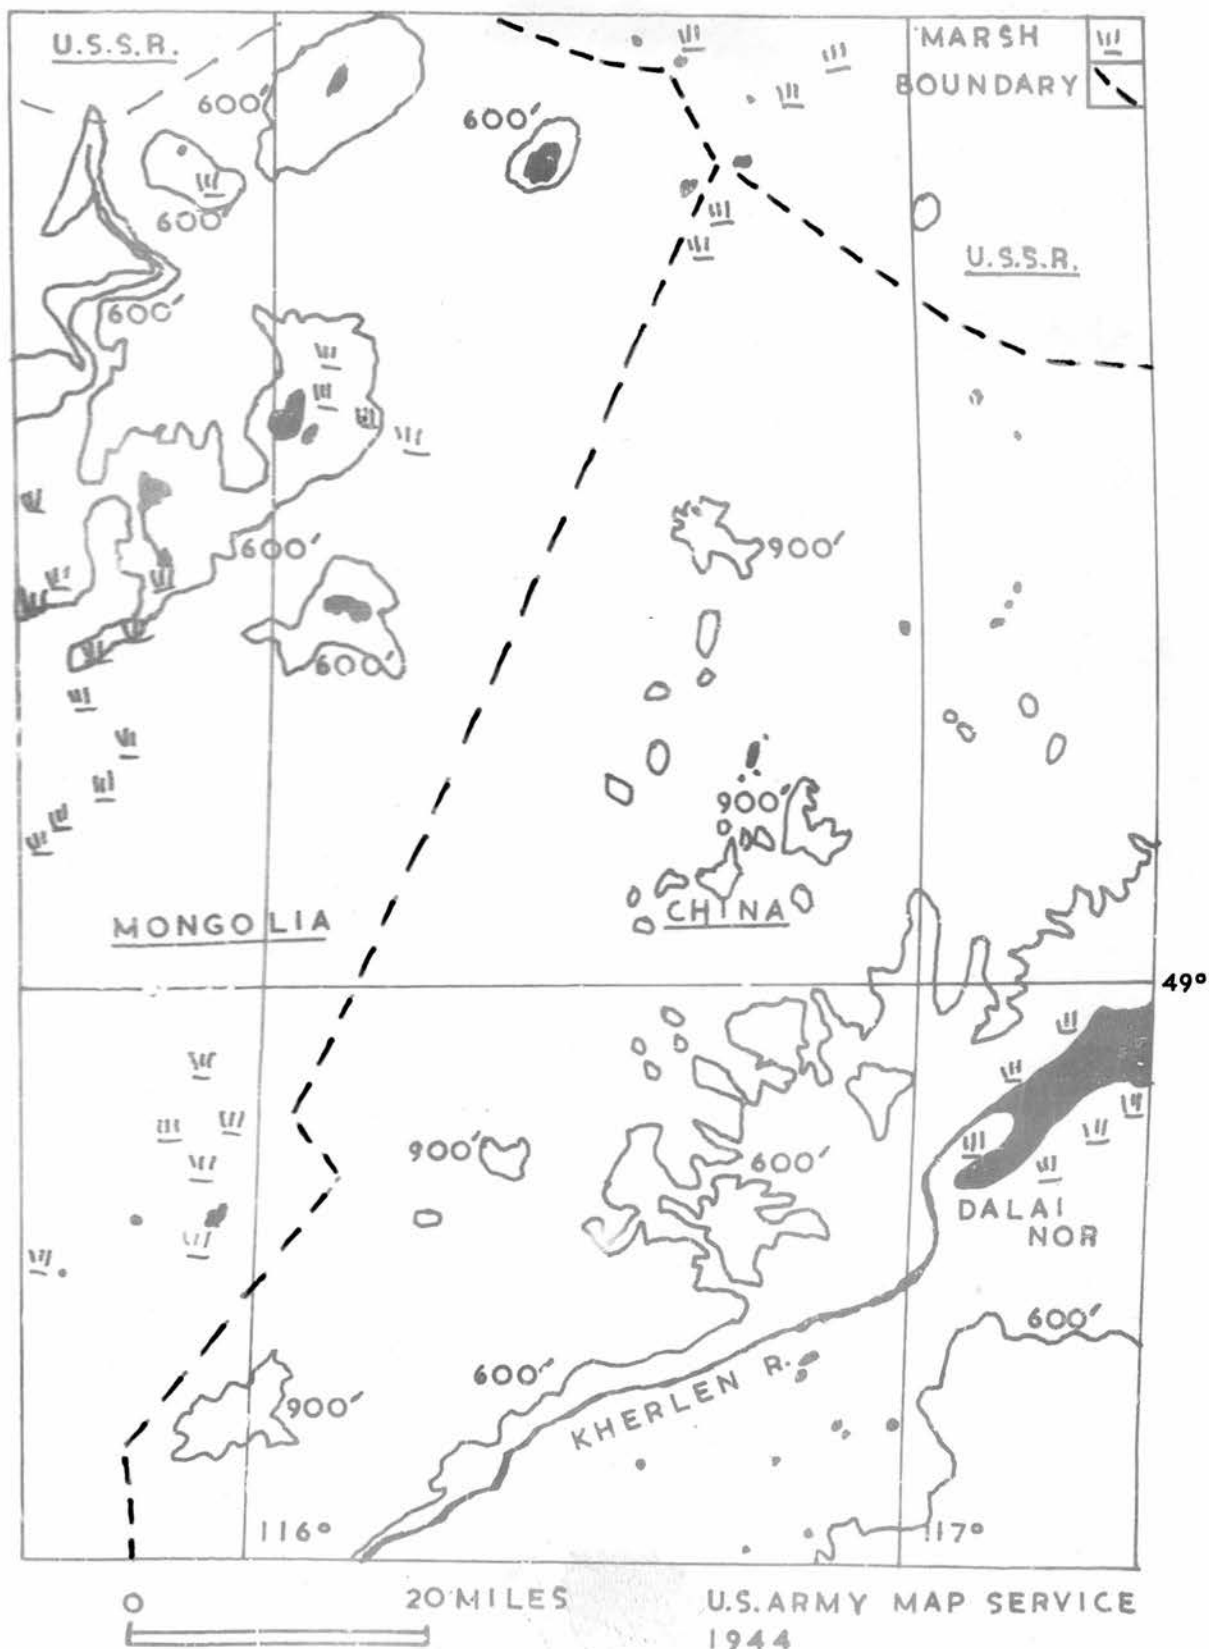 U.S.S.R.
MARSH
BOUNDARY
600'
600'
600'
U.S.S.R.
600'
900'
600'
600'
900'
MONGOLIA
CHINA
49°
900'
600'
DALAI
NOR
600'
600'
900'
KHERLEN R.
116°
117°
0
20 MILES
U.S. ARMY MAP SERVICE
1944